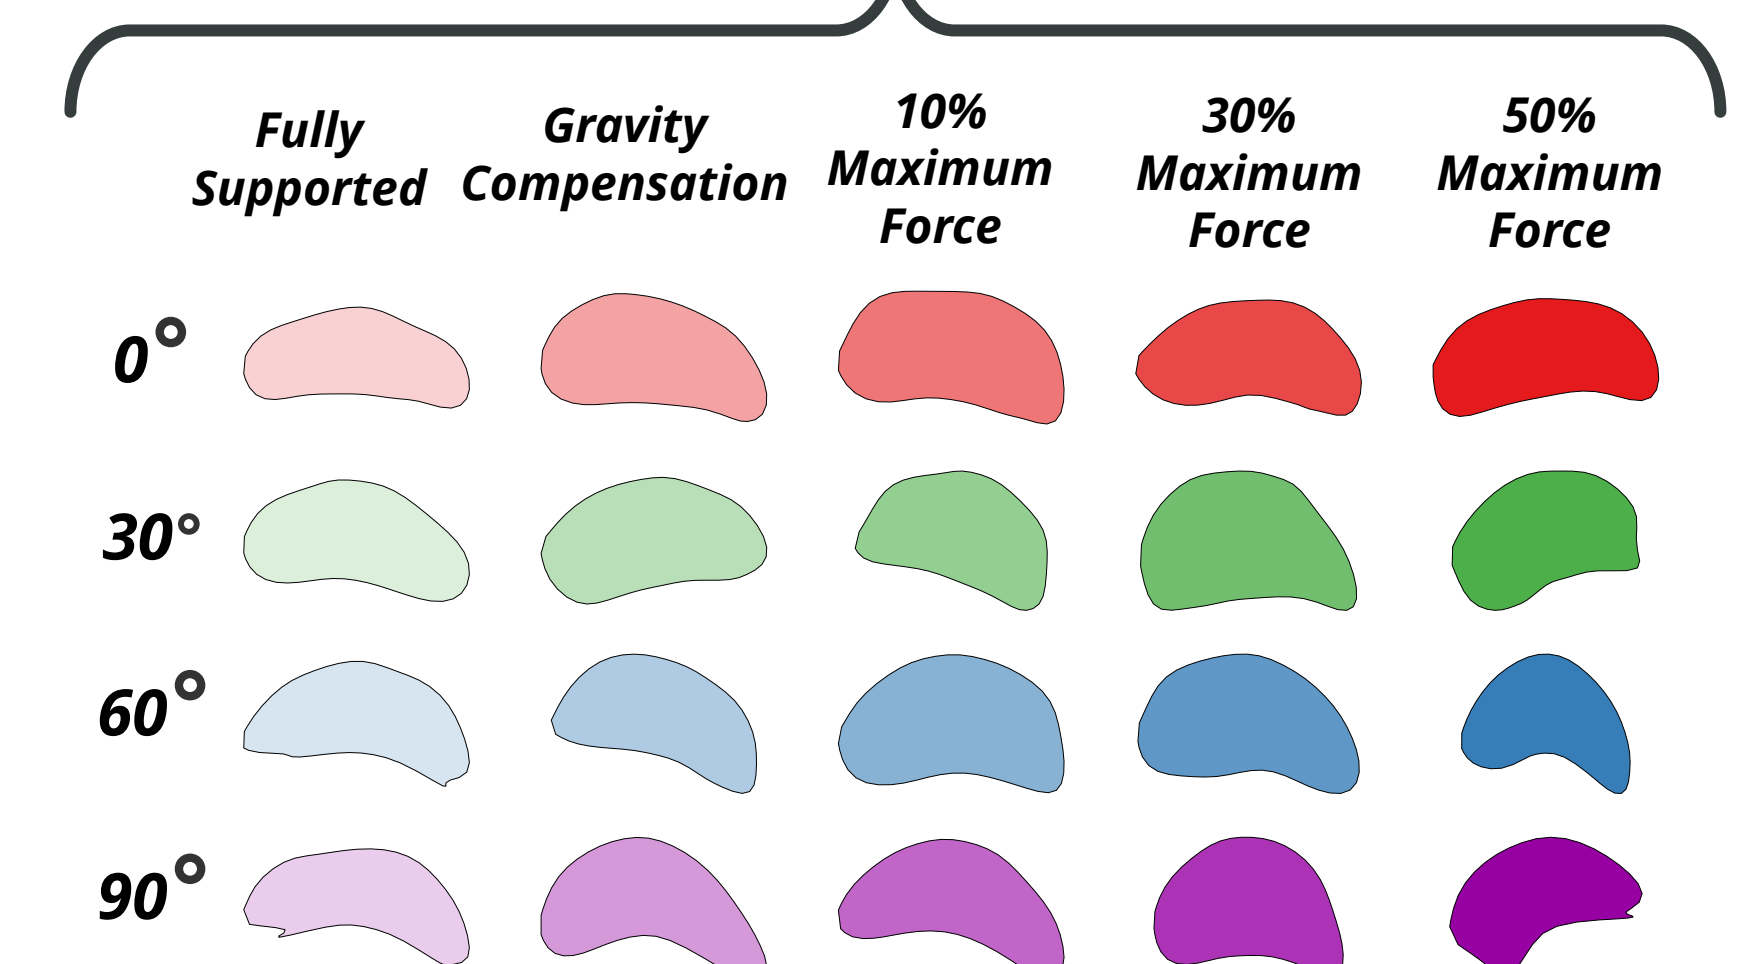 Fully
Supported
Gravity
Compensation
10%
Maximum
Force
30%
Maximum
Force
50%
Maximum
Force
0°
30°
60°
90°